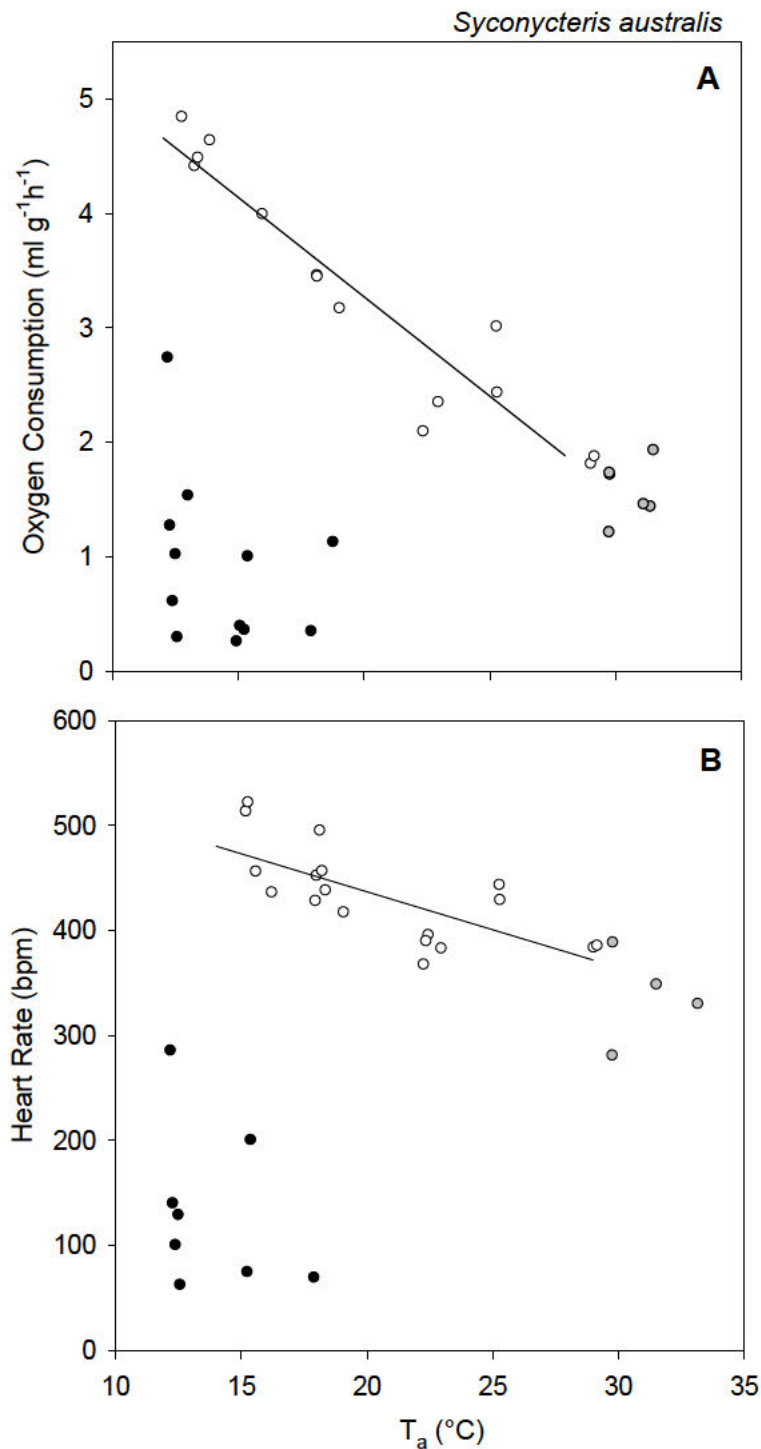 Syconycteris australis
A
Oxygen Consumption (ml g⁻¹h⁻¹)
5
4
3
2
1
0
B
Heart Rate (bpm)
600
500
400
300
200
100
0
10 15 20 25 30 35
Tₐ (°C)